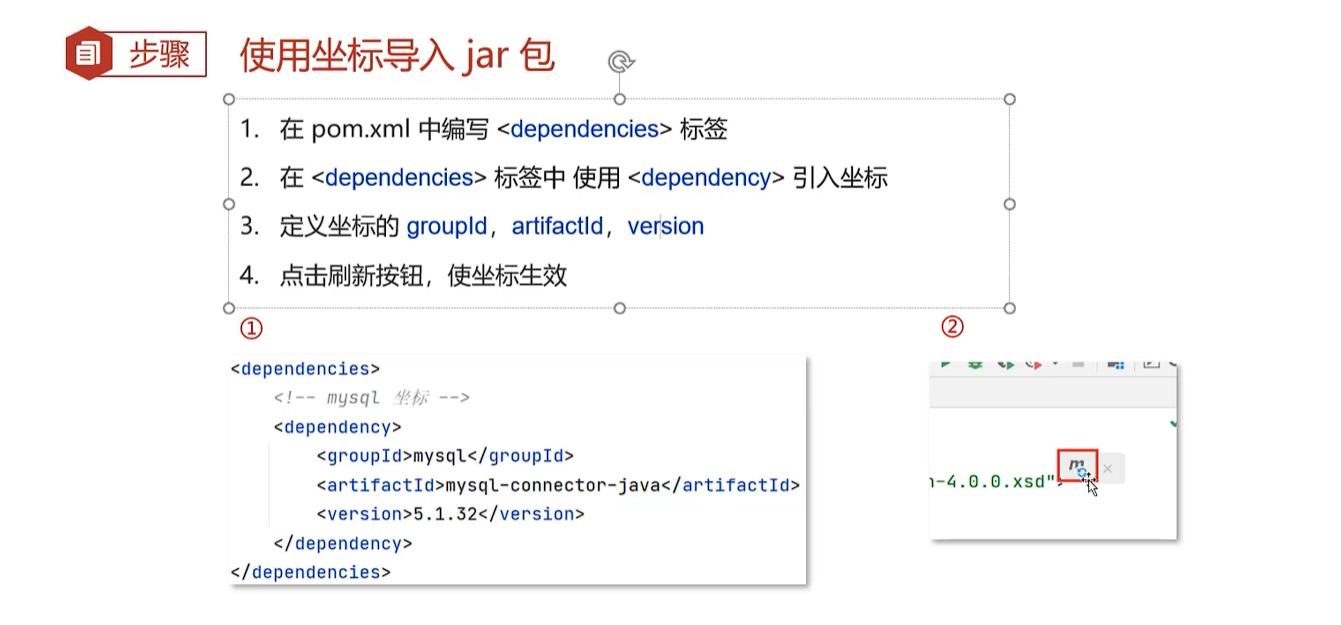 步骤
使用坐标导入 jar 包
1. 在 pom.xml 中编写 <dependencies> 标签
2. 在 <dependencies> 标签中 使用 <dependency> 引入坐标
3. 定义坐标的 groupId，artifactId，version
4. 点击刷新按钮，使坐标生效
①
②
<dependencies>
<!-- mysql 坐标 -->
<dependency>
<groupId>mysql</groupId>
<artifactId>mysql-connector-java</artifactId>
<version>5.1.32</version>
</dependency>
</dependencies>
m
-4.0.0.xsd"